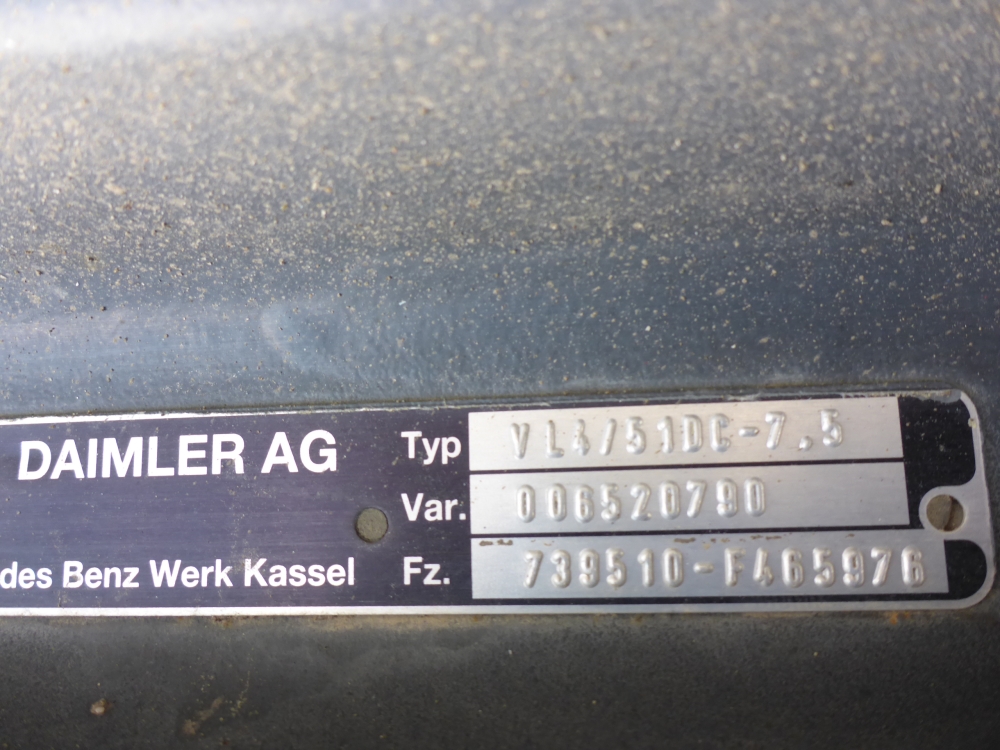 DAIMLER AG
des Benz Werk Kassel
Typ VL4/51DC-7,5
Var. 006520790
Fz. 739510-F465976